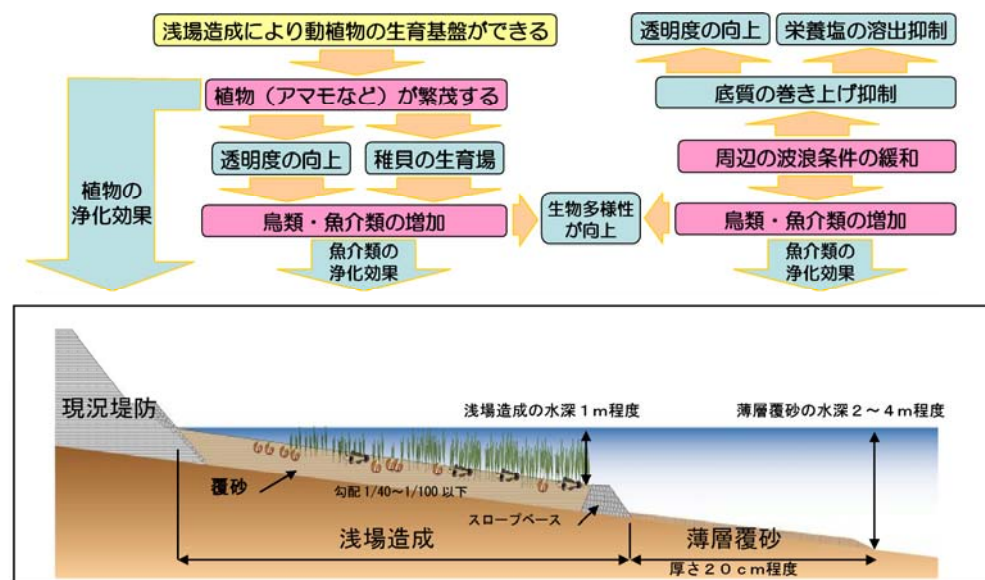 浅場造成により動植物の生育基盤ができる
植物（アマモなど）が繁茂する
透明度の向上
稚貝の生育場
鳥類・魚介類の増加
魚介類の
浄化効果
植物の
浄化効果
生物多様性
が向上
透明度の向上
栄養塩の溶出抑制
底質の巻き上げ抑制
周辺の波浪条件の緩和
鳥類・魚介類の増加
魚介類の
浄化効果
現況堤防
浅場造成の水深１ｍ程度
薄層覆砂の水深２～４ｍ程度
覆砂
勾配 1/40～1/100 以下
スロープベース
浅場造成
薄層覆砂
厚さ２０ｃｍ程度